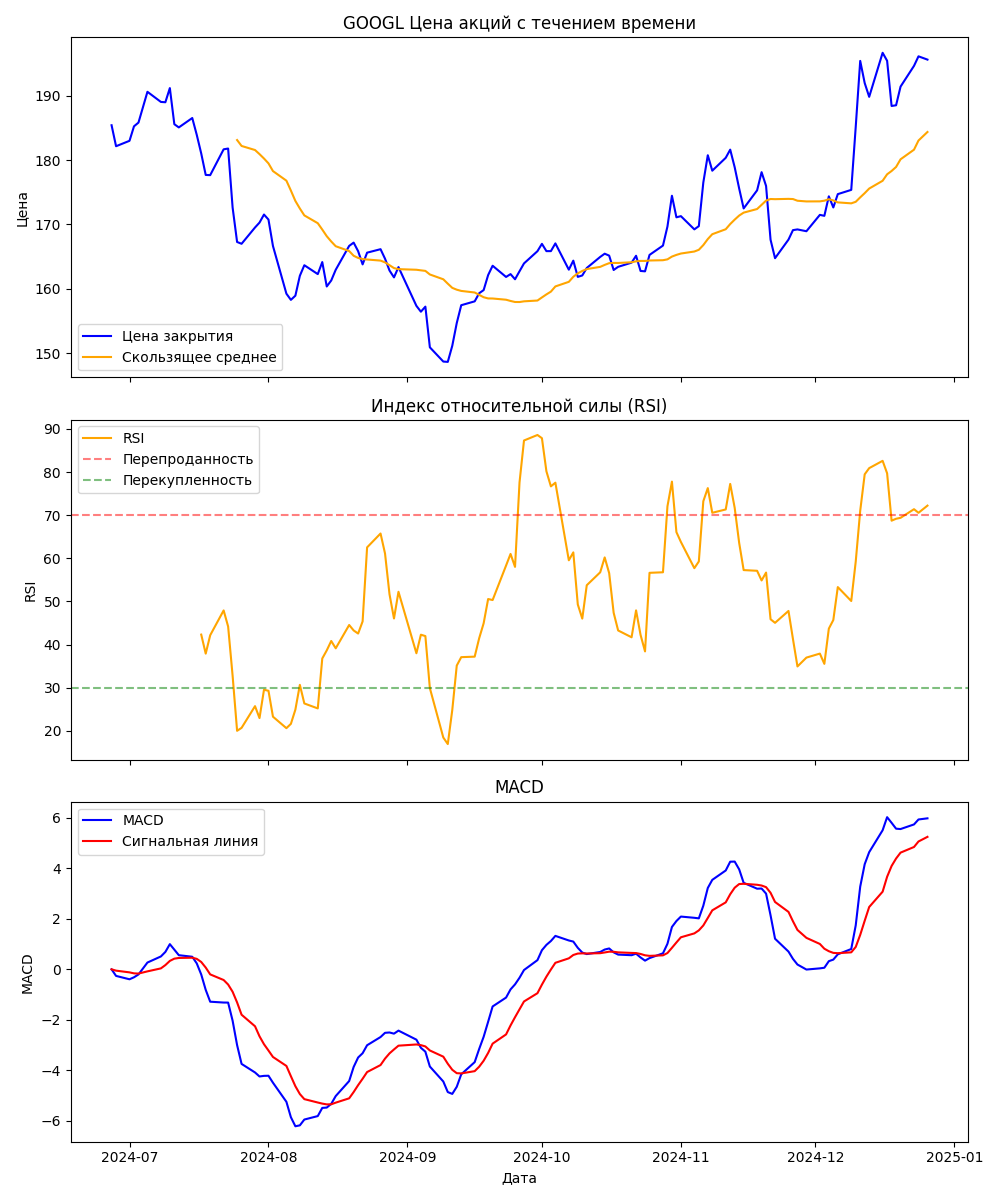 GOOGL Цена акций с течением времени
190
180
170
160
150
Цена
Цена закрытия
Скользящее среднее
Индекс относительной силы (RSI)
90
80
70
60
50
40
30
20
RSI
RSI
Перепроданность
Перекупленность
MACD
6
4
2
0
−2
−4
−6
MACD
MACD
Сигнальная линия
2024-07
2024-08
2024-09
2024-10
2024-11
2024-12
2025-01
Дата